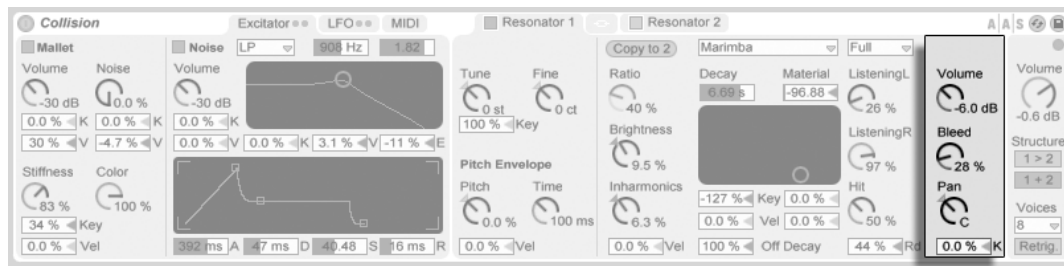 Collision Excitator LFO MIDI Resonator 1 <> Resonator 2 A A S
Mallet
Volume Noise
-30 dB 0.0 %
0.0 % K 0.0 % K
30 % V -4.7 % V
Stiffness Color
83 % 100 %
34 % Key
0.0 % Vel
Noise LP 908 Hz 1.82
Volume
-30 dB
0.0 % K
0.0 % V 0.0 % K 3.1 % V -11 % E
392 ms A 47 ms D 40.48 S 16 ms R
Tune Fine
0 st 0 ct
100 % Key
Pitch Envelope
Pitch Time
0.0 % 100 ms
0.0 % Vel
Copy to 2 Marimba Full
Ratio
40 %
Brightness
9.5 %
Inharmonics
6.3 %
0.0 % Vel
Decay Material
6.69 s -96.88
-127 % Key 0.0 %
0.0 % Vel 0.0 %
100 % Off Decay
ListeningL
26 %
ListeningR
97 %
Hit
50 %
44 % Rd
Volume
-6.0 dB
Bleed
28 %
Pan
C
0.0 % K
Volume
-0.6 dB
Structure
1 > 2
1 + 2
Voices
8
Retrig.